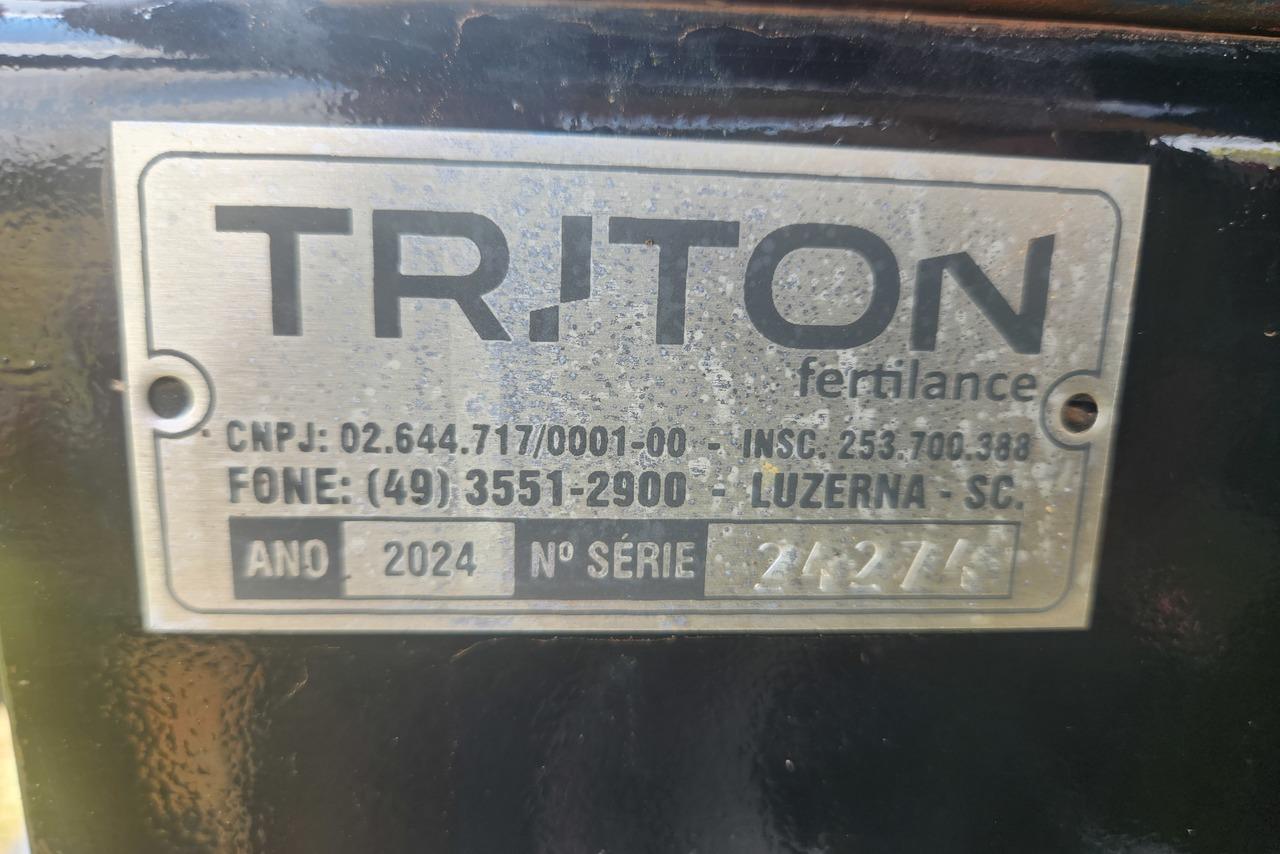 TRITON
fertilance
CNPJ: 02.644.717/0001-00 - INSC. 253.700.388
FONE: (49) 3551-2900 - LUZERNA - SC.
ANO 2024 Nº SÉRIE 24274